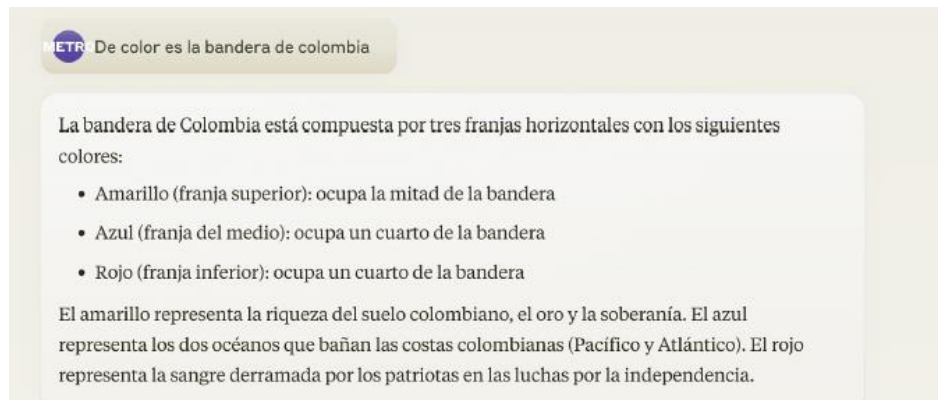 METRO De color es la bandera de colombia
La bandera de Colombia está compuesta por tres franjas horizontales con los siguientes
colores:
• Amarillo (franja superior): ocupa la mitad de la bandera
• Azul (franja del medio): ocupa un cuarto de la bandera
• Rojo (franja inferior): ocupa un cuarto de la bandera
El amarillo representa la riqueza del suelo colombiano, el oro y la soberanía. El azul
representa los dos océanos que bañan las costas colombianas (Pacífico y Atlántico). El rojo
representa la sangre derramada por los patriotas en las luchas por la independencia.